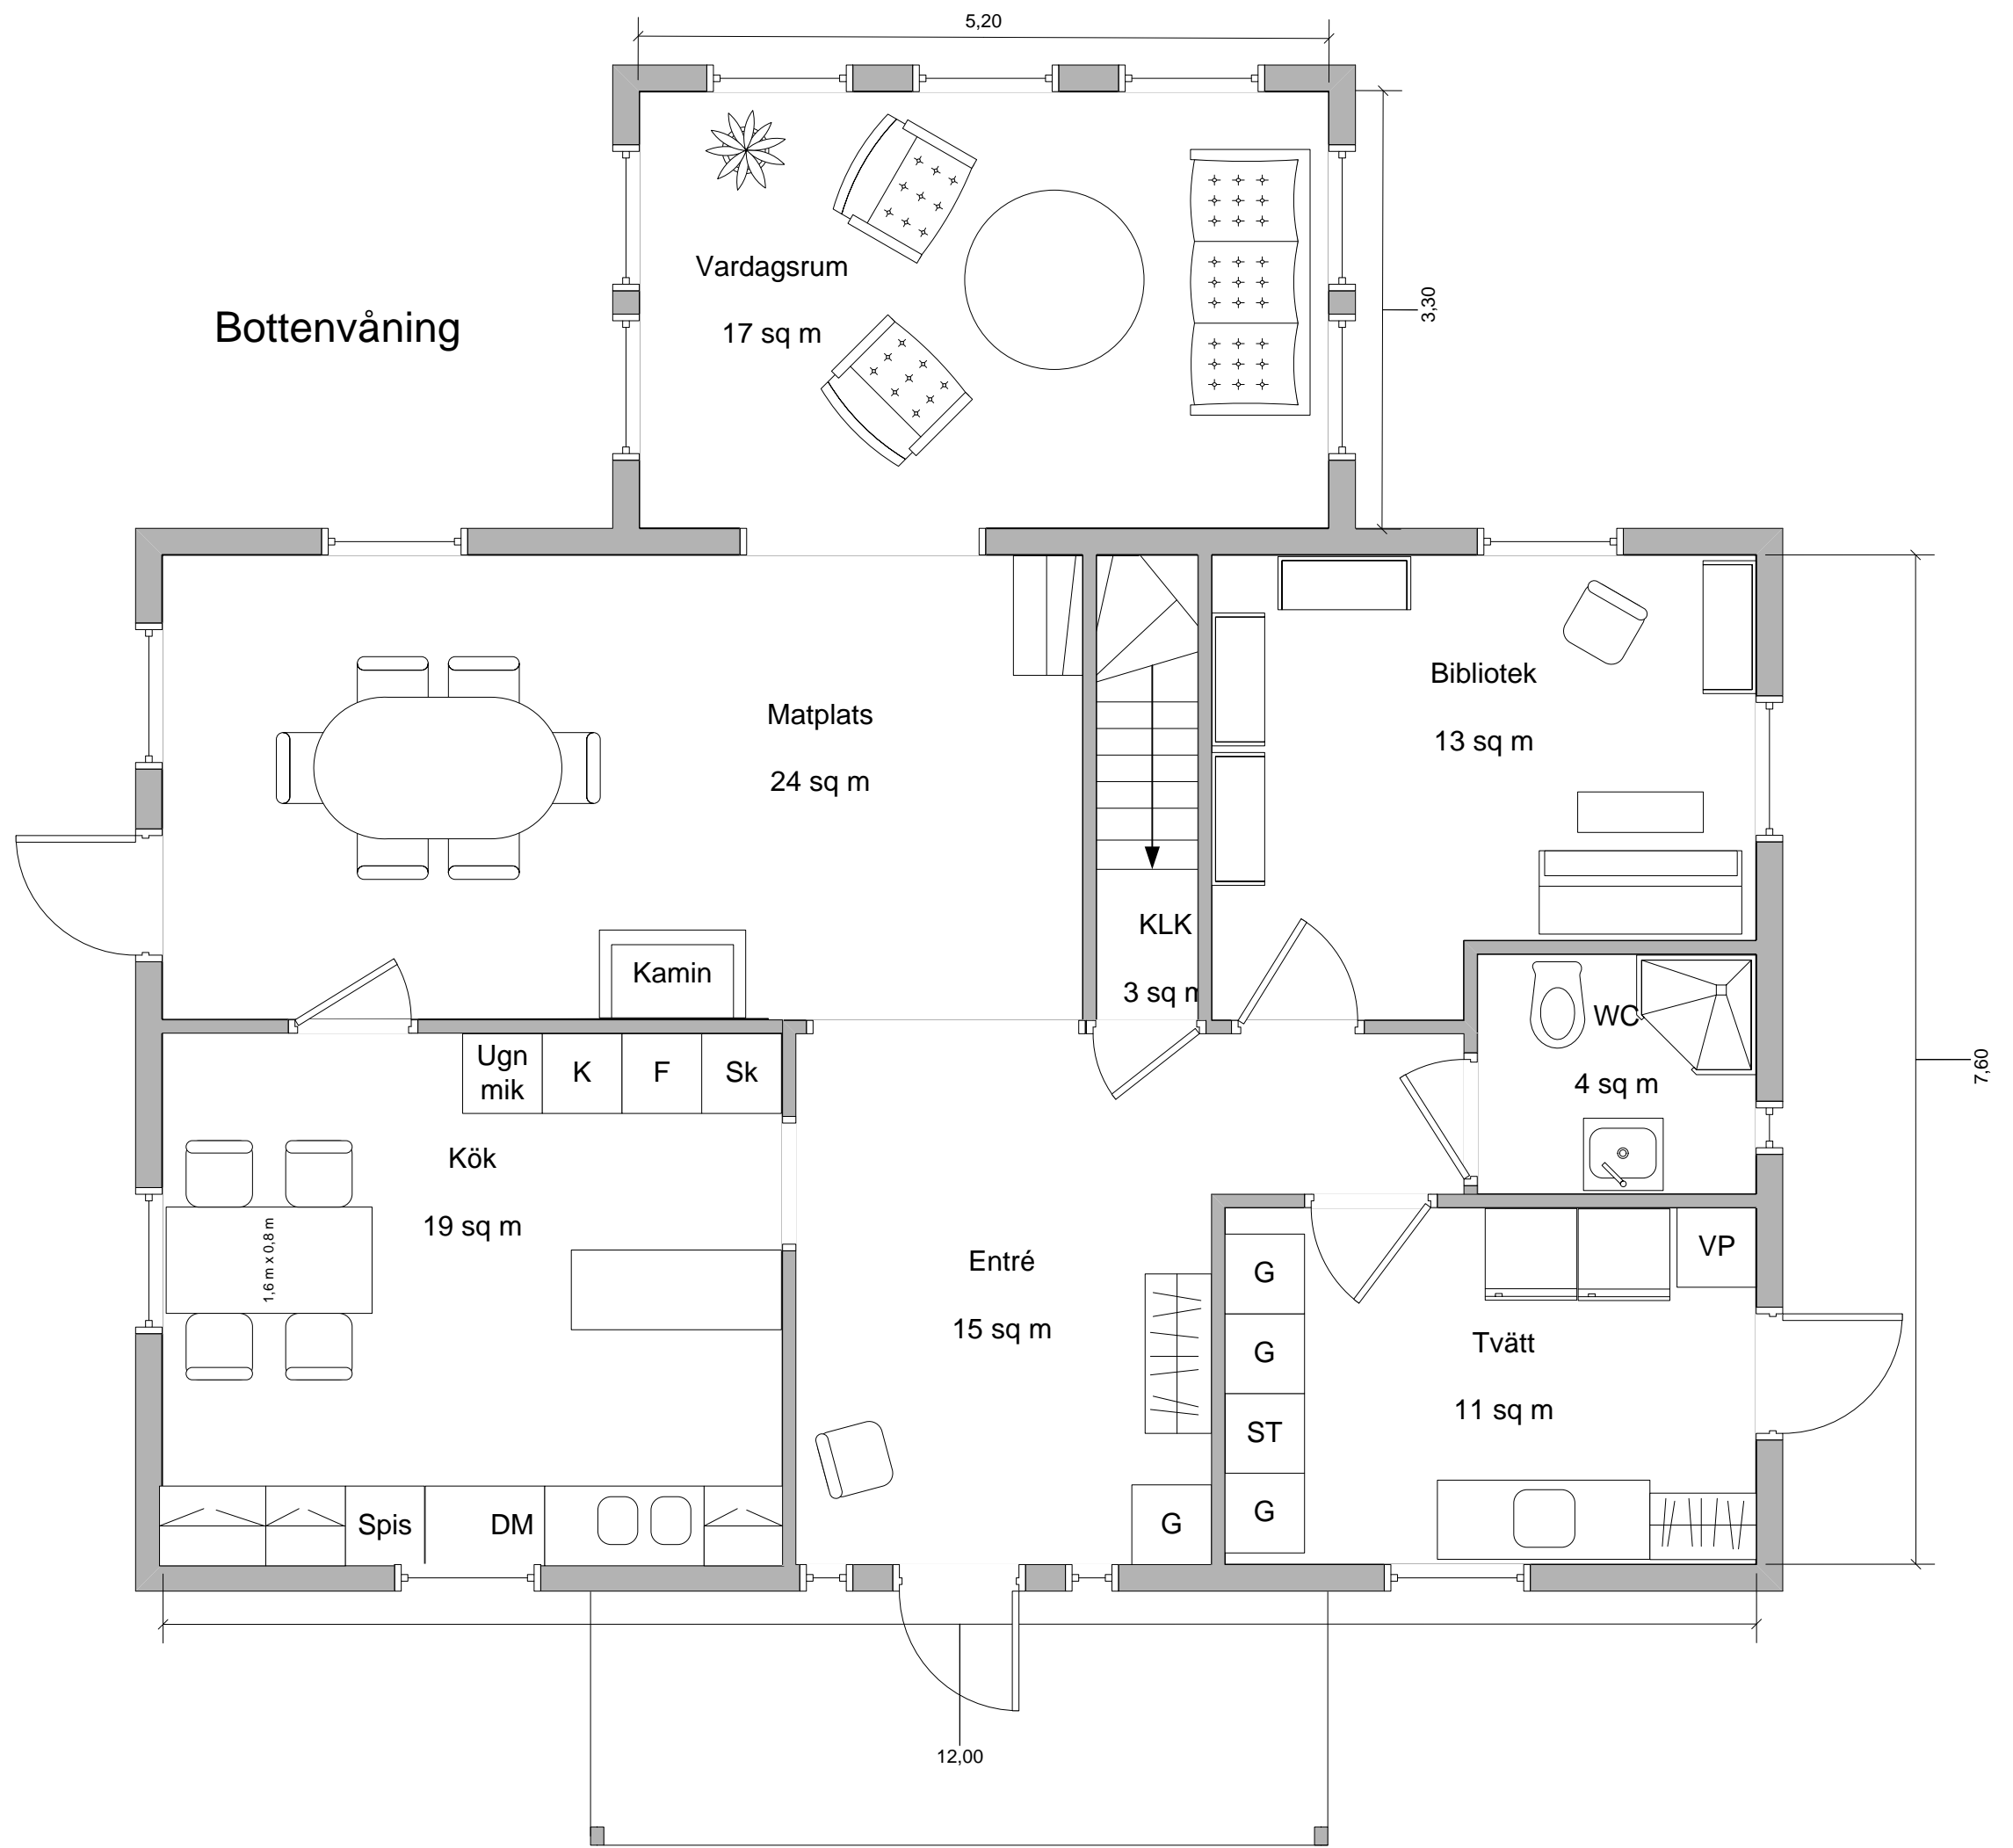 5,20
Vardagsrum
17 sq m
3,30
Bottenvåning
Matplats
24 sq m
Bibliotek
13 sq m
KLK
3 sq m
Kamin
WC
4 sq m
7,60
Ugn
mik
K
F
Sk
Kök
19 sq m
1,6 m x 0,8 m
Entré
15 sq m
G
G
ST
G
VP
Tvätt
11 sq m
Spis
DM
G
12,00